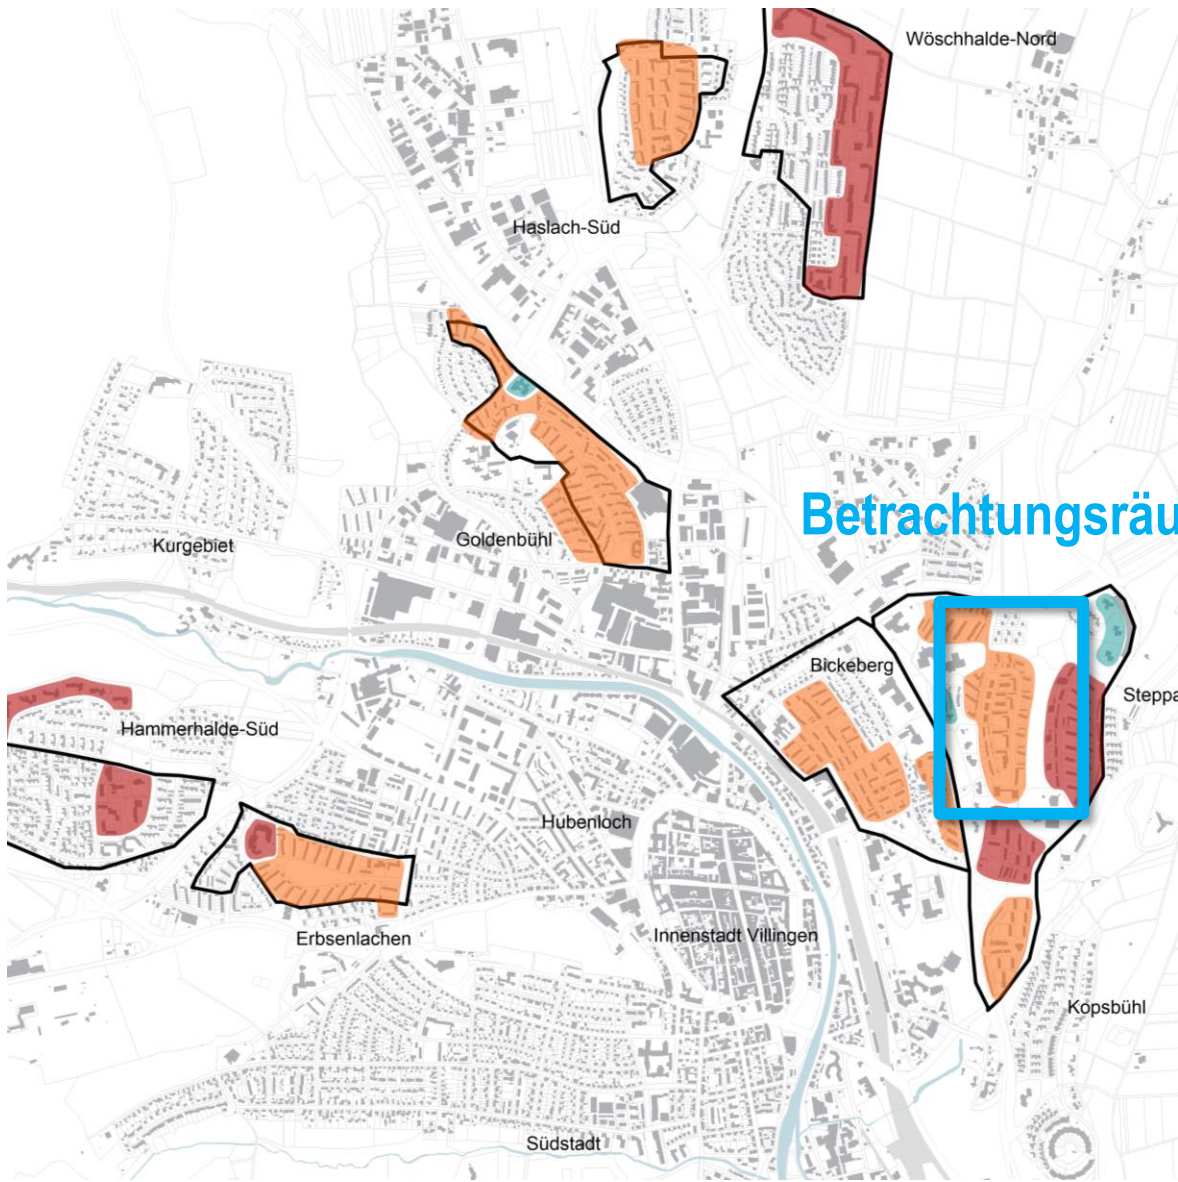 Wöschhalde-Nord
Haslach-Süd
Betrachtungsräu
Kurgebiet
Goldenbühl
Bickeberg
Steppa
Hammerhalde-Süd
Hubenloch
Erbsenlachen
Innenstadt Villingen
Kopsbühl
Südstadt